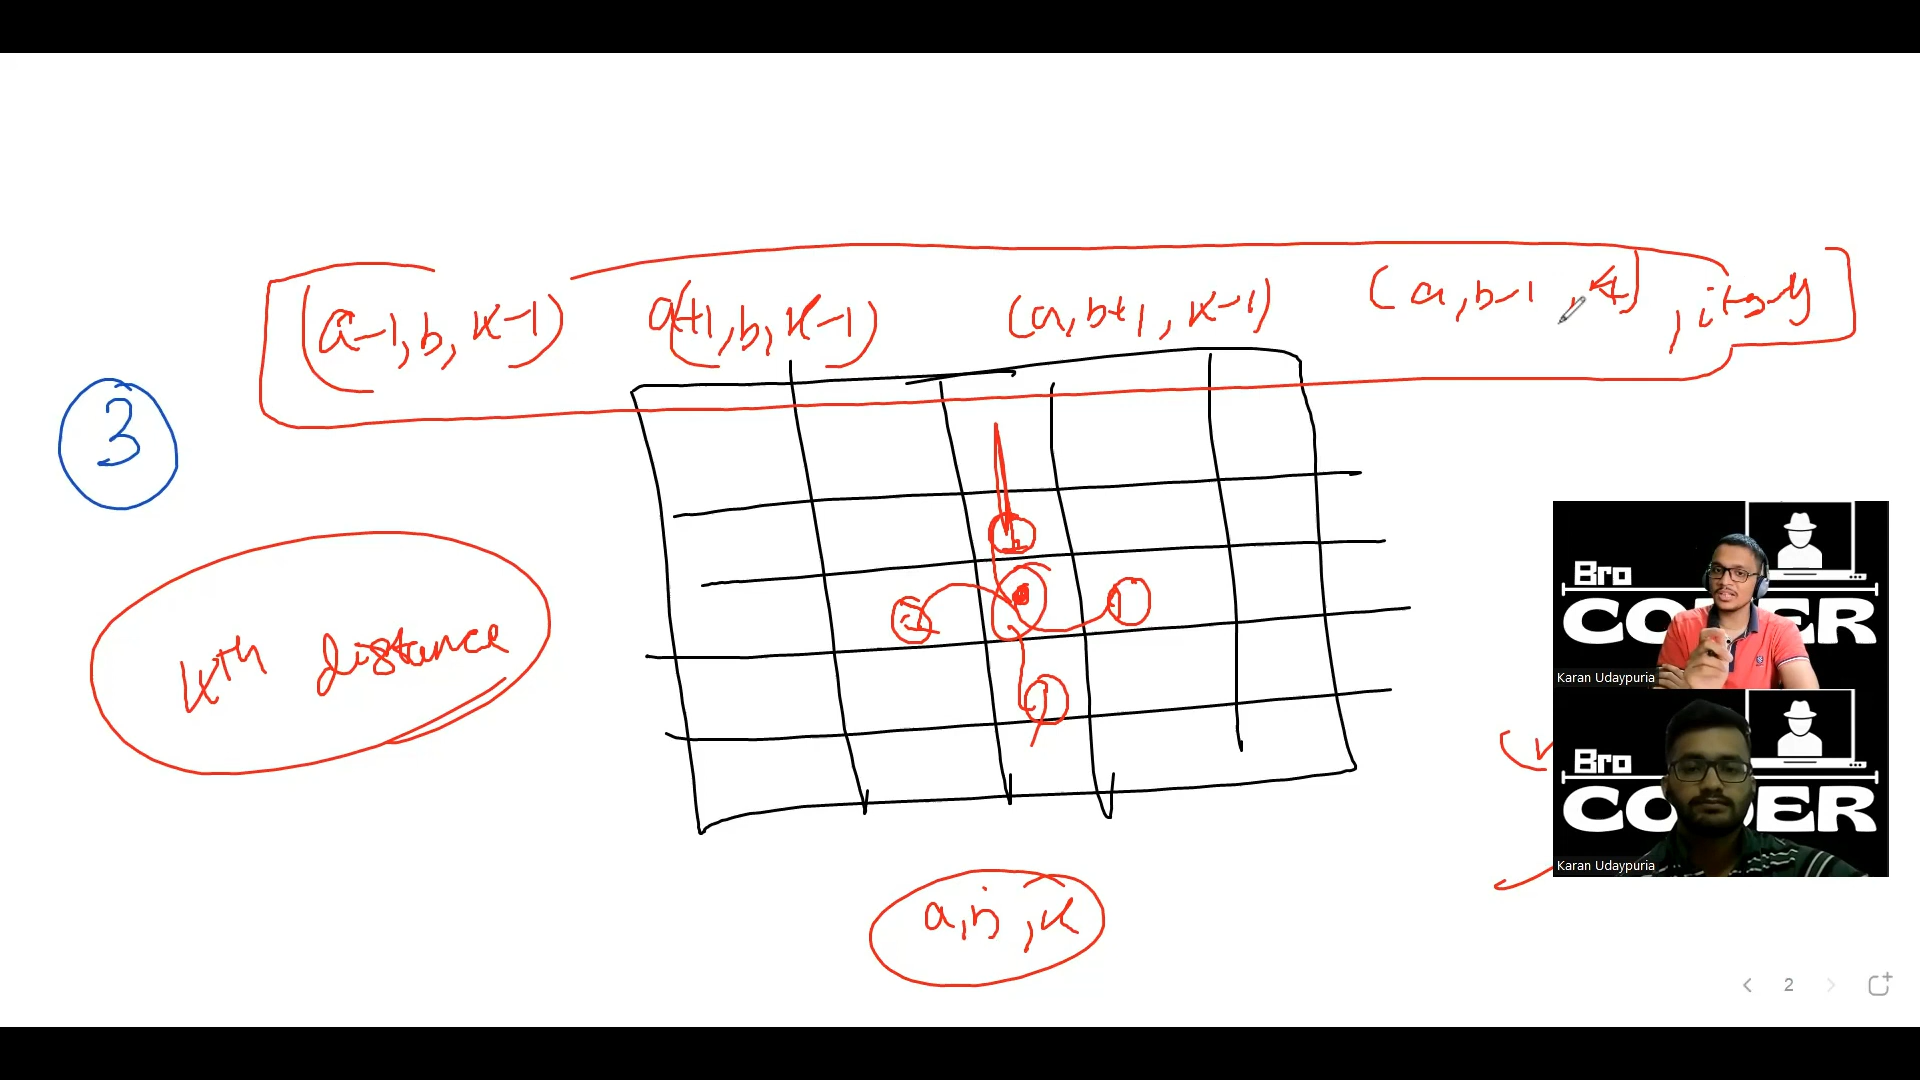 (a-1, b, K-1) a+1, b, K-1) (a, b+1, K-1) (a, b-1,
3
Kth distance
a, b, K
Bro
CODER
Karan Udaypuria
Bro
CODER
Karan Udaypuria
2